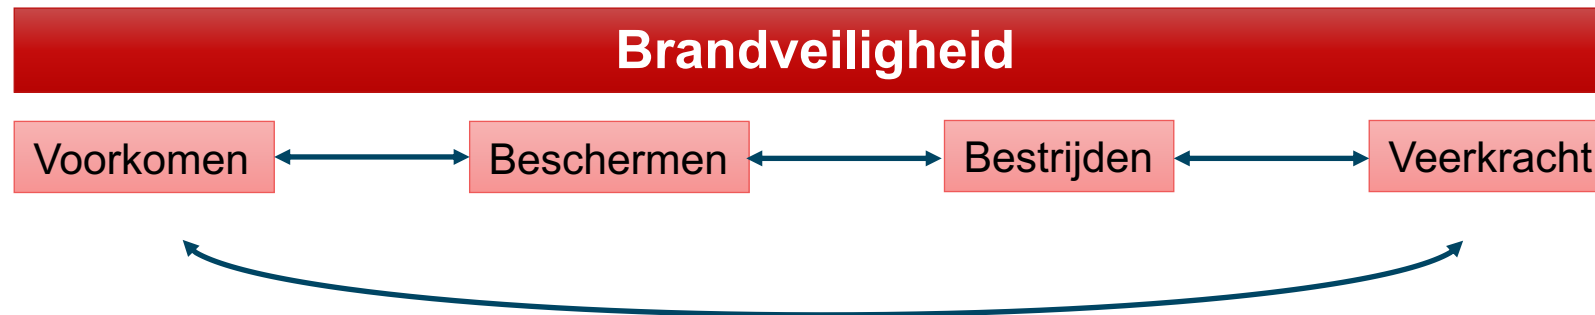 Brandveiligheid
Voorkomen
Beschermen
Bestrijden
Veerkracht